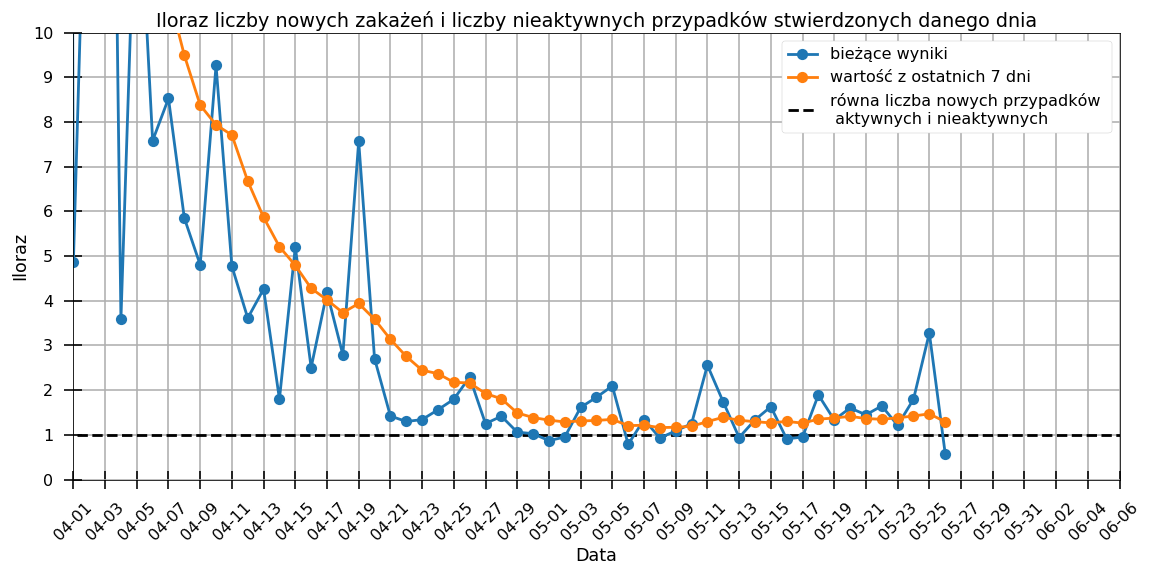 Iloraz liczby nowych zakażeń i liczby nieaktywnych przypadków stwierdzonych danego dnia
bieżące wyniki
wartość z ostatnich 7 dni
równa liczba nowych przypadków
aktywnych i nieaktywnych
Iloraz
10
9
8
7
6
5
4
3
2
1
0
04-01 04-03 04-05 04-07 04-09 04-11 04-13 04-15 04-17 04-19 04-21 04-23 04-25 04-27 04-29 05-01 05-03 05-05 05-07 05-09 05-11 05-13 05-15 05-17 05-19 05-21 05-23 05-25 05-27 05-29 05-31 06-02 06-04 06-06
Data